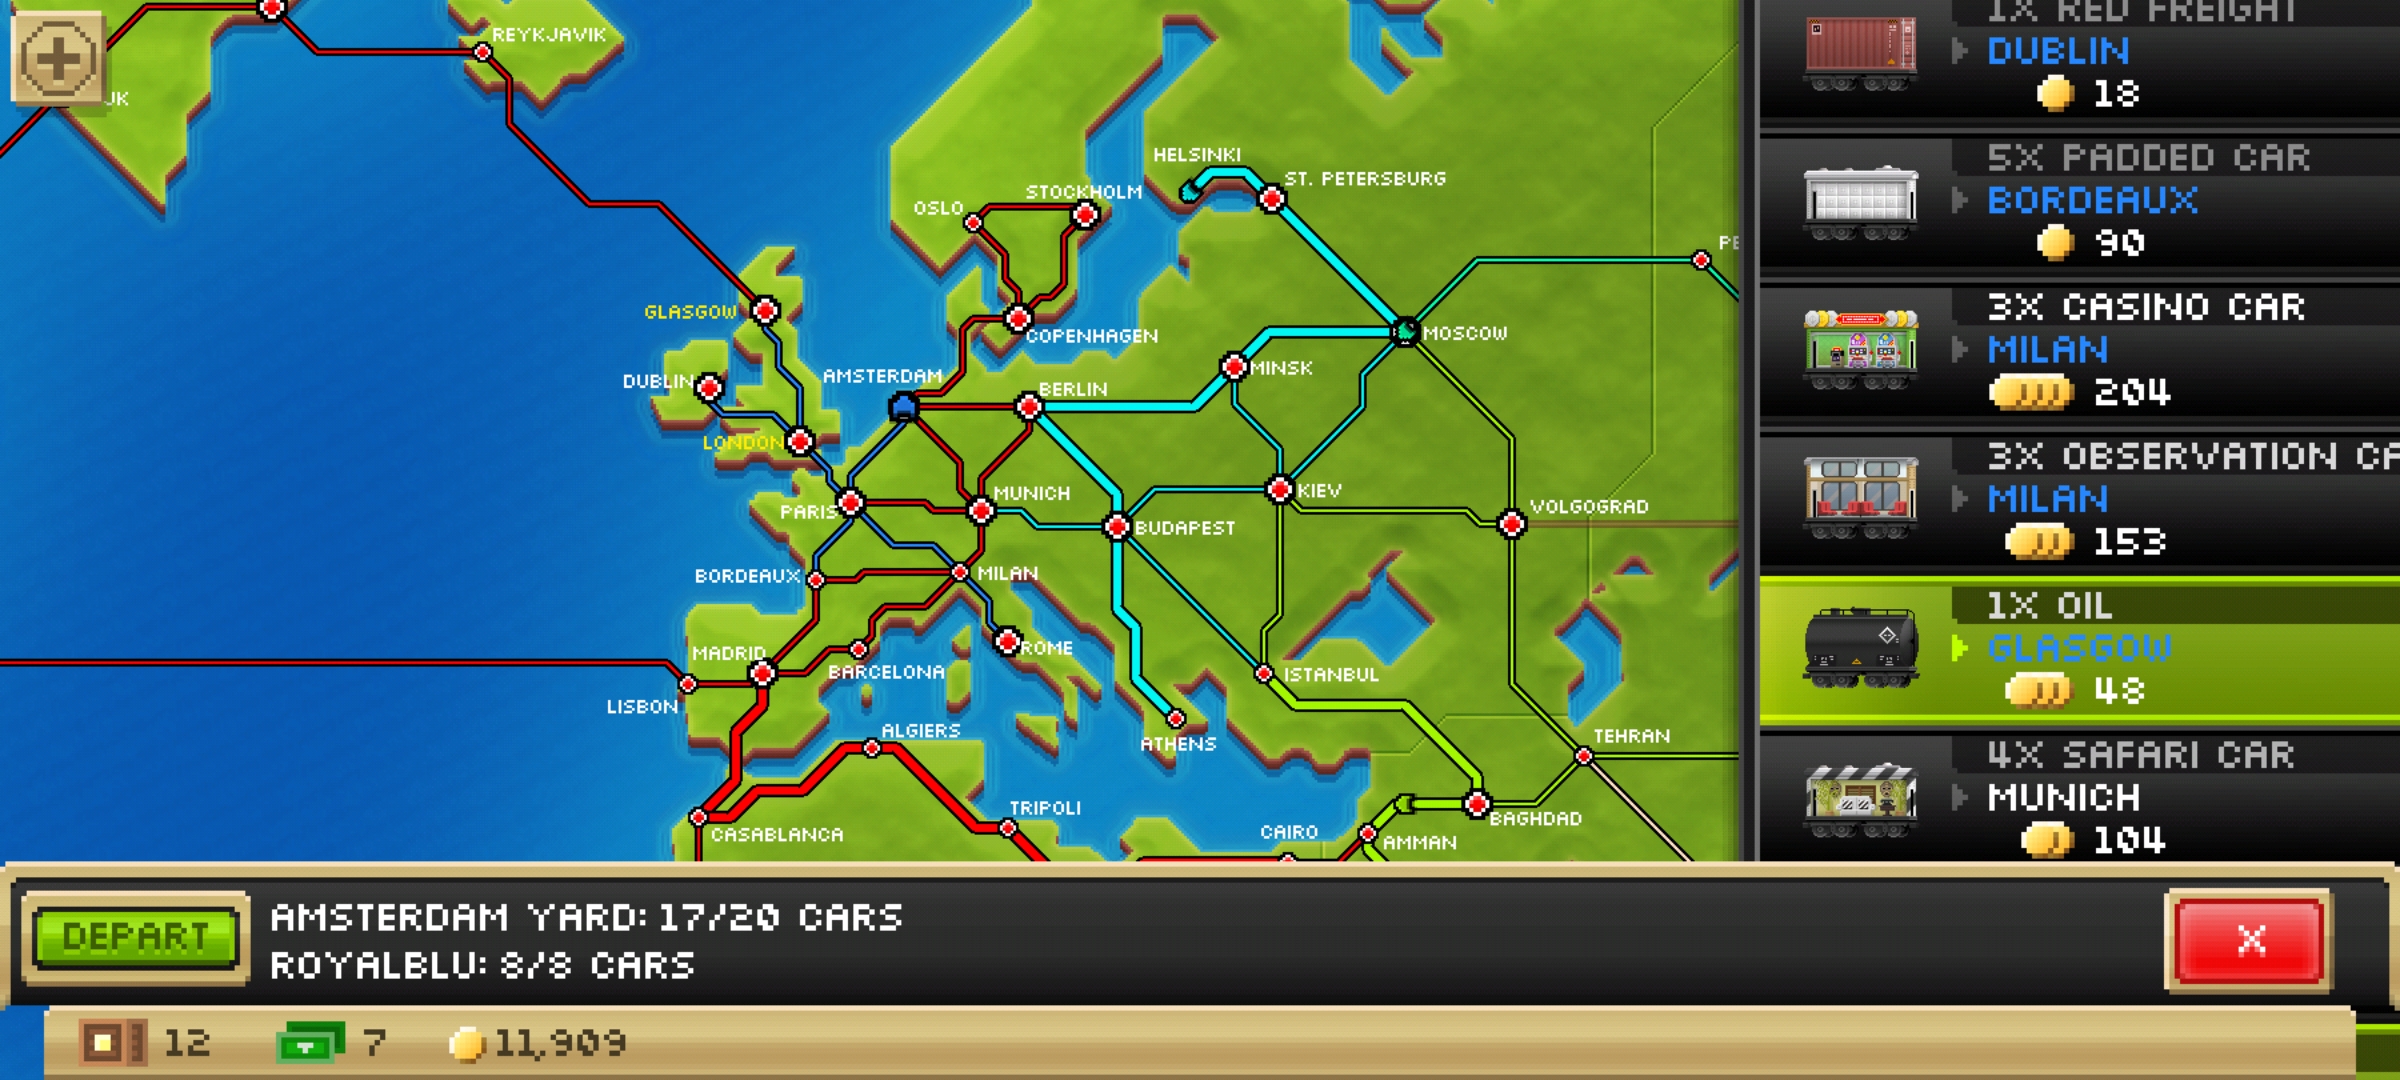 REYKJAVIK
UK
HELSINKI
ST. PETERSBURG
STOCKHOLM
OSLO
PE
GLASGOW
COPENHAGEN
MOSCOW
DUBLIN
AMSTERDAM
BERLIN
MINSK
LONDON
PARIS
MUNICH
KIEV
VOLGOGRAD
BUDAPEST
BORDEAUX
MILAN
MADRID
BARCELONA
ROME
ISTANBUL
LISBON
ALGIERS
ATHENS
TEHRAN
CASABLANCA
TRIPOLI
CAIRO
AMMAN
BAGHDAD
1X RED FREIGHT
DUBLIN
18
5X PADDED CAR
BORDEAUX
90
3X CASINO CAR
MILAN
204
3X OBSERVATION CA
MILAN
153
1X OIL
GLASGOW
48
4X SAFARI CAR
MUNICH
104
DEPART
AMSTERDAM YARD: 17/20 CARS
ROYALBLU: 8/8 CARS
X
12
7
11,909